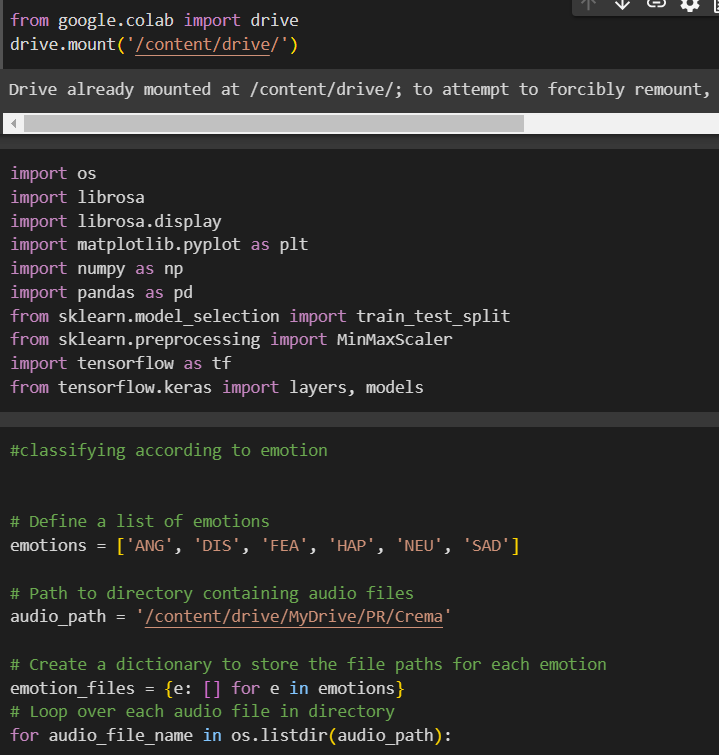 from google.colab import drive
drive.mount('/content/drive/')
Drive already mounted at /content/drive/; to attempt to forcibly remount,
import os
import librosa
import librosa.display
import matplotlib.pyplot as plt
import numpy as np
import pandas as pd
from sklearn.model_selection import train_test_split
from sklearn.preprocessing import MinMaxScaler
import tensorflow as tf
from tensorflow.keras import layers, models
#classifying according to emotion
# Define a list of emotions
emotions = ['ANG', 'DIS', 'FEA', 'HAP', 'NEU', 'SAD']
# Path to directory containing audio files
audio_path = '/content/drive/MyDrive/PR/Crema'
# Create a dictionary to store the file paths for each emotion
emotion_files = {e: [] for e in emotions}
# Loop over each audio file in directory
for audio_file_name in os.listdir(audio_path):